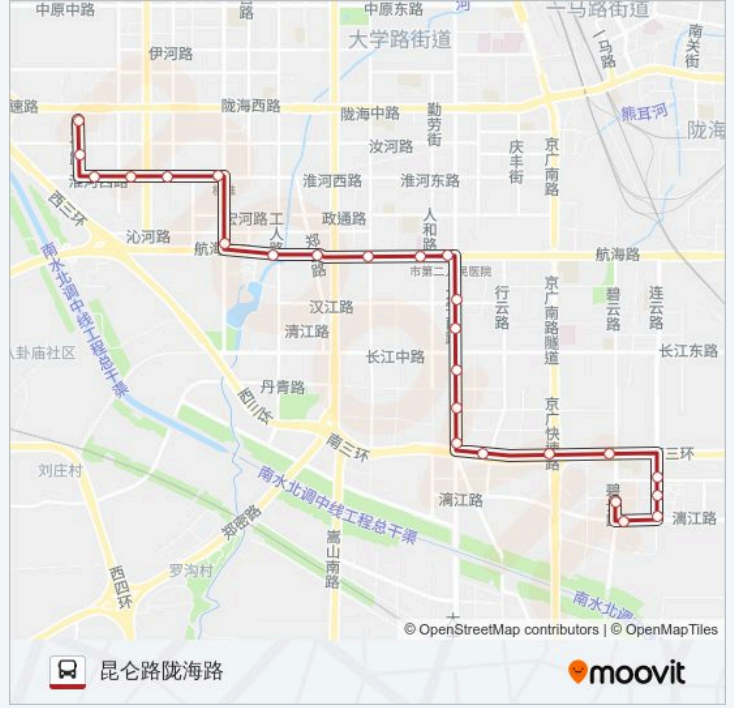 中原中路
路
中原东路
河
一马路街道
大学路街道
伊河路
一马路
南关街
速路
陇海西路
陇海中路
勤劳街
熊耳河
陇海
汝河路
庆丰街
京广南路
淮河西路
淮河西路
淮河东路
西三环
宏河路
工人路
政通路
人和路
沁河路
航海
郑
路
航海路
南水北调中线工程总干渠
市第二人民医院
汉江路
行云路
京广南路隧道
碧云路
连云路
清江路
八卦庙社区
长江中路
长江东路
丹青路
西三环
京广快速路
南三环
三环
刘庄村
南水北调中线工程总干渠
漓江路
碧
漓江路
郑密路
嵩山南路
罗沟村
西四环
南水北调
© OpenStreetMap contributors | © OpenMapTiles
昆仑路陇海路
moovit